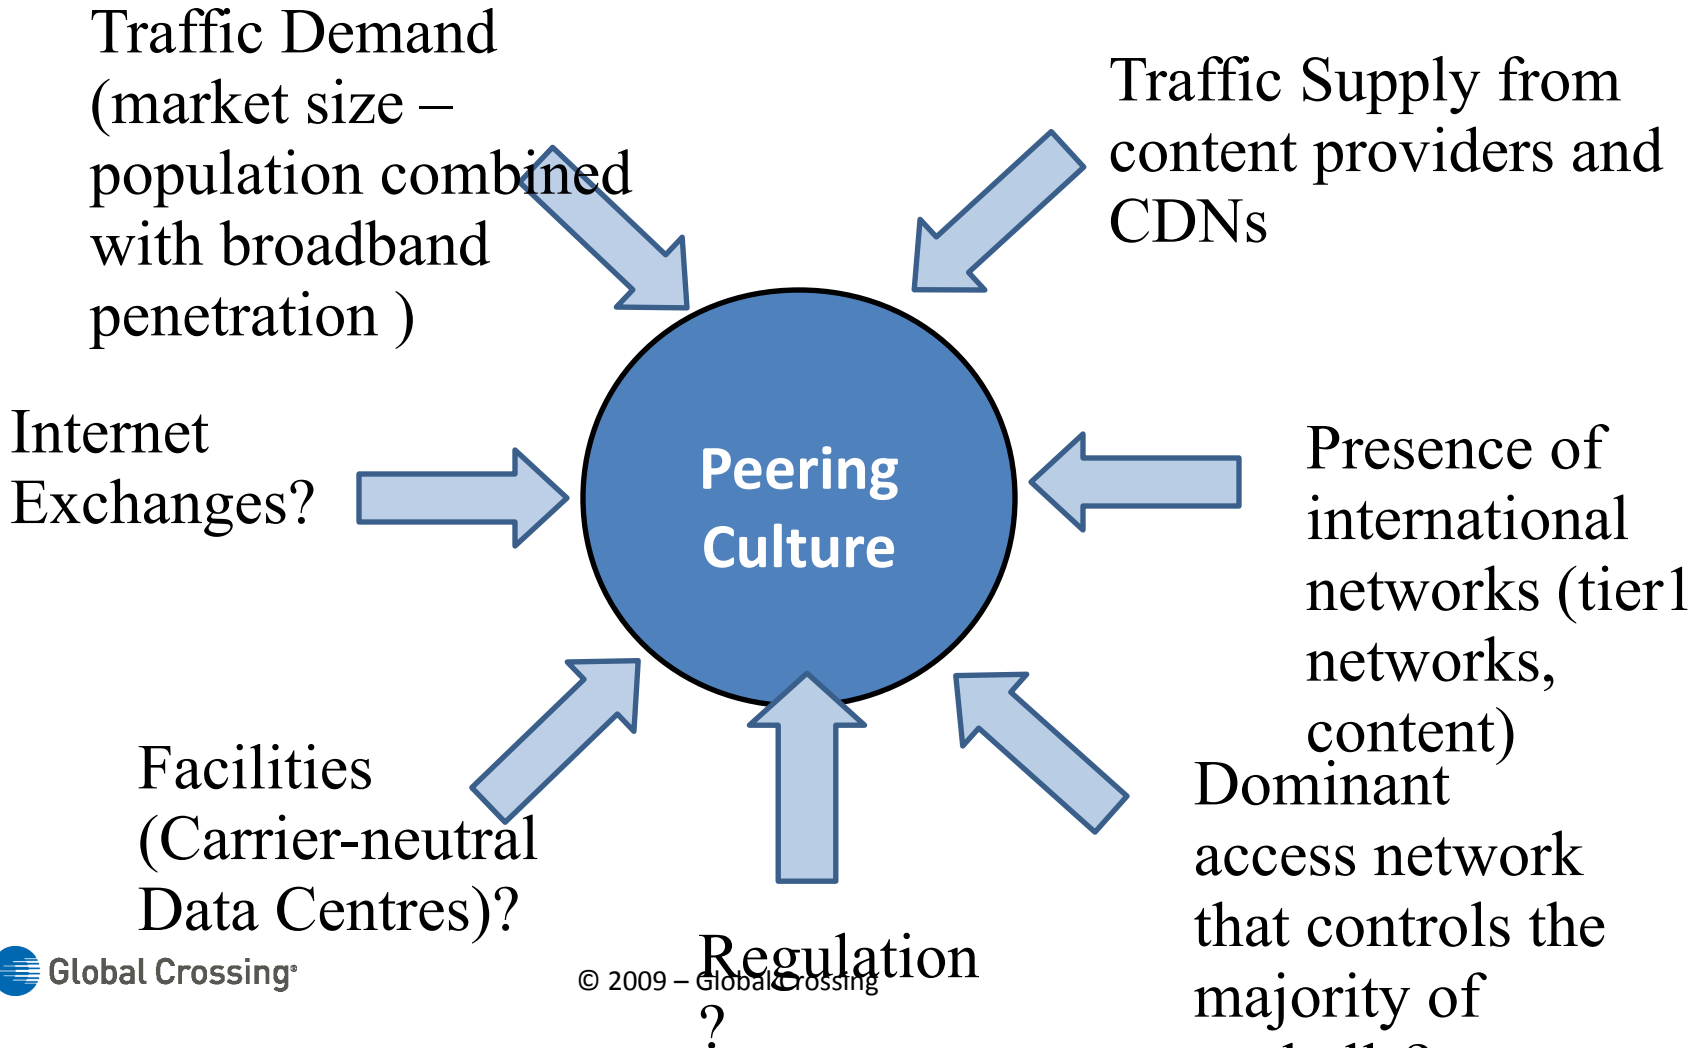 Traffic Demand
(market size –
population combined
with broadband
penetration )
Traffic Supply from
content providers and
CDNs
Internet
Exchanges?
Peering
Culture
Presence of
international
networks (tier1
networks,
content)
Facilities
(Carrier-neutral
Data Centres)?
Dominant
access network
that controls the
majority of
Regulation
?
Global Crossing®
© 2009 – Global Crossing